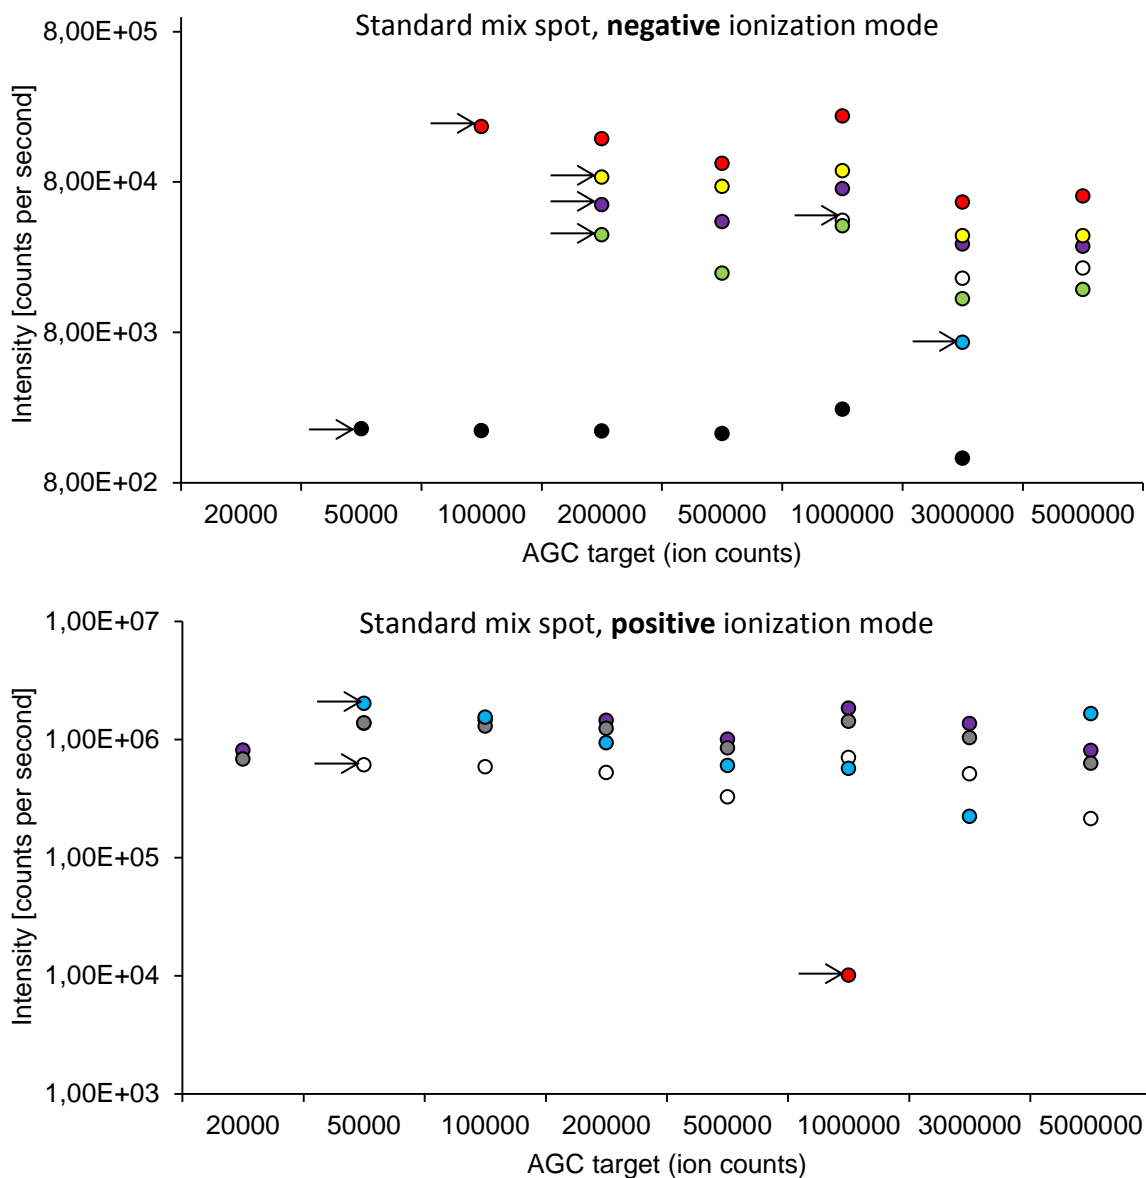 Standard mix spot, negative ionization mode
Intensity [counts per second]
8,00E+05
8,00E+04
8,00E+03
8,00E+02
20000 50000 100000 200000 500000 1000000 3000000 5000000
AGC target (ion counts)
Standard mix spot, positive ionization mode
Intensity [counts per second]
1,00E+07
1,00E+06
1,00E+05
1,00E+04
1,00E+03
20000 50000 100000 200000 500000 1000000 3000000 5000000
AGC target (ion counts)